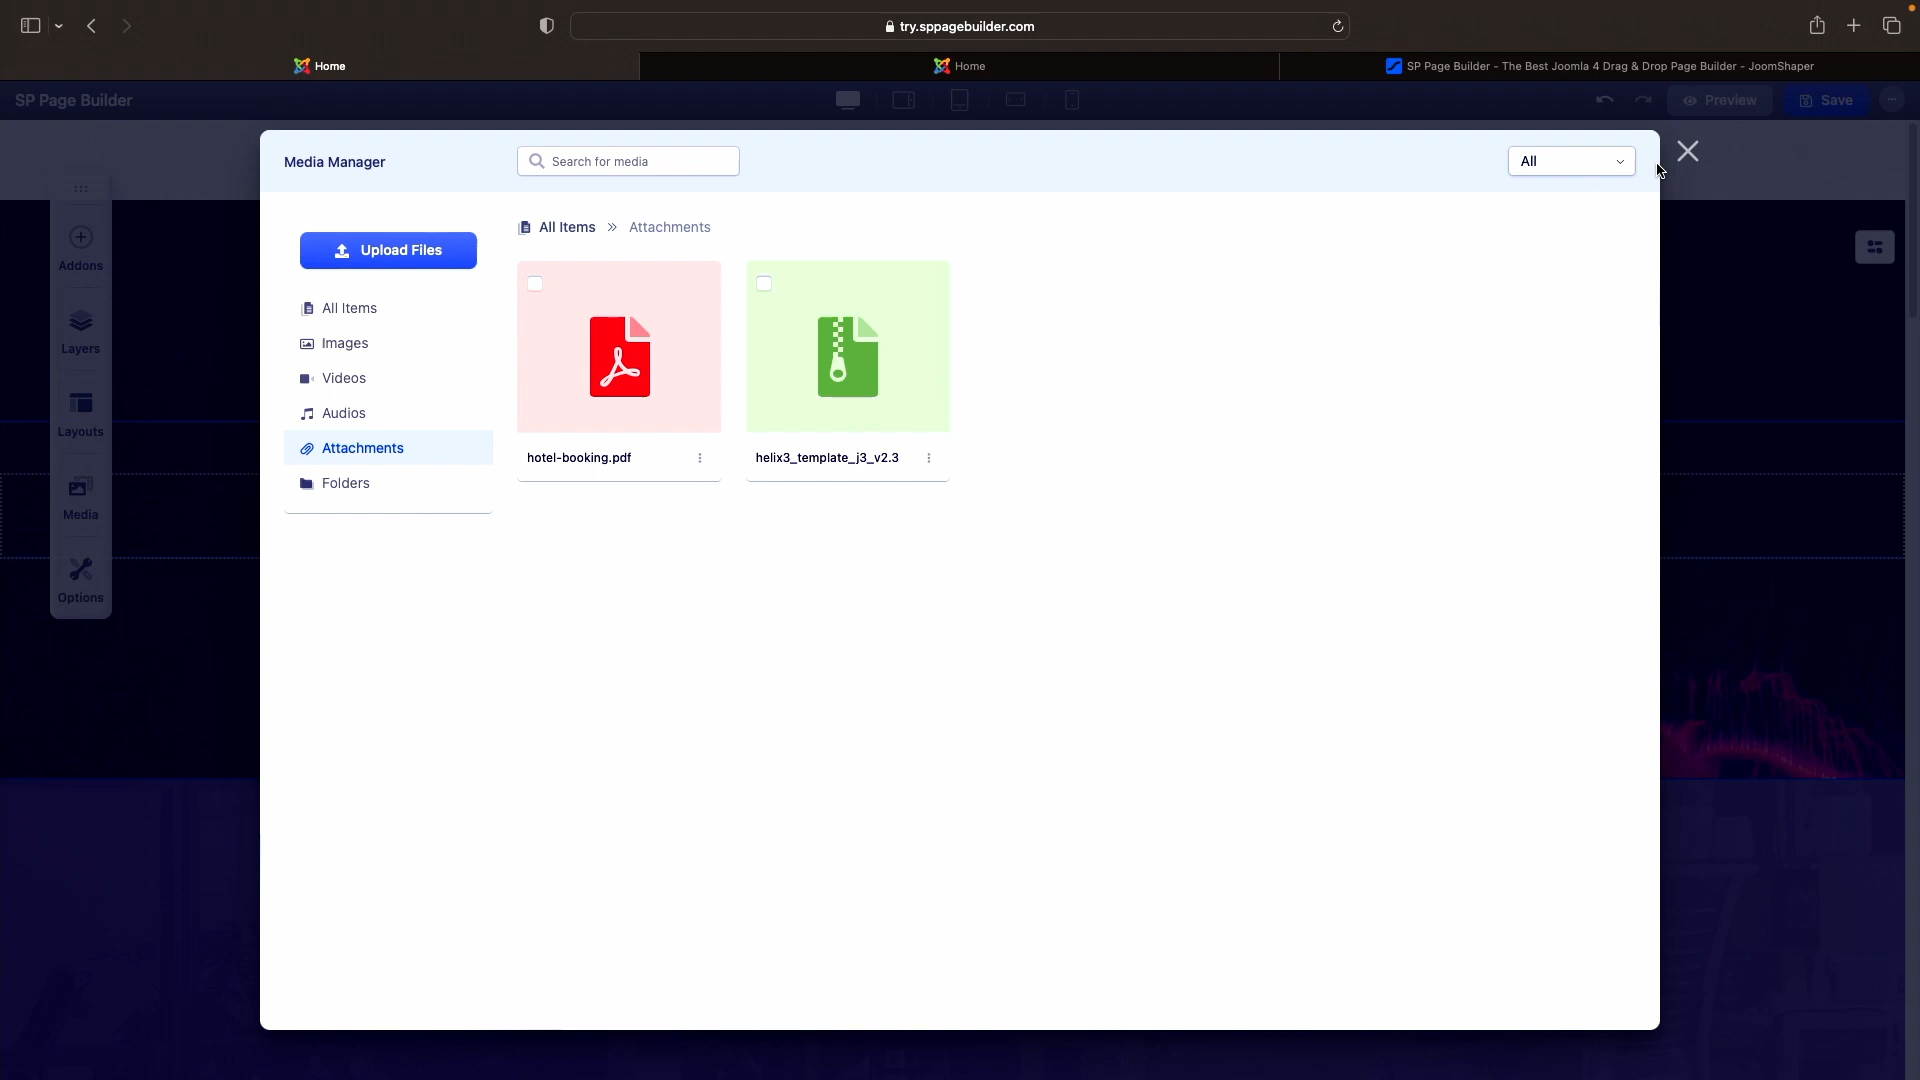 try.sppagebuilder.com
Home
Home
SP Page Builder - The Best Joomla 4 Drag & Drop Page Builder - JoomShaper
SP Page Builder
Preview
Save
Media Manager
Search for media
All
All Items » Attachments
Upload Files
All Items
Images
Videos
Audios
Attachments
Folders
hotel-booking.pdf
helix3_template_j3_v2.3
Addons
Layers
Layouts
Media
Options